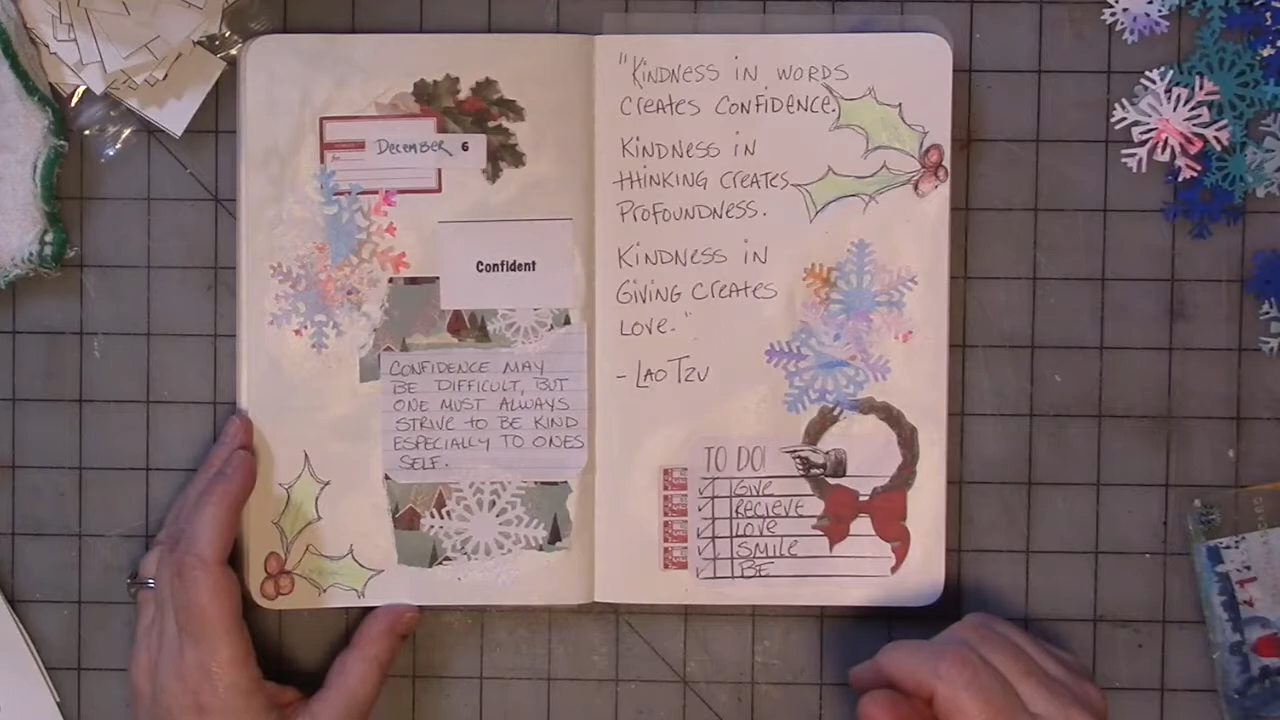 December 6
Confident
CONFIDENCE MAY
BE DIFFICULT, BUT
ONE MUST ALWAYS
STRIVE TO BE KIND
ESPECIALLY TO ONES
SELF.
"KINDNESS IN WORDS
CREATES CONFIDENCE.
KINDNESS IN
THINKING CREATES
PROFOUNDNESS.
KINDNESS IN
GIVING CREATES
LOVE."
- LAO TZU
TO DO!
GIVE
RECIEVE
LOVE
SMILE
BE